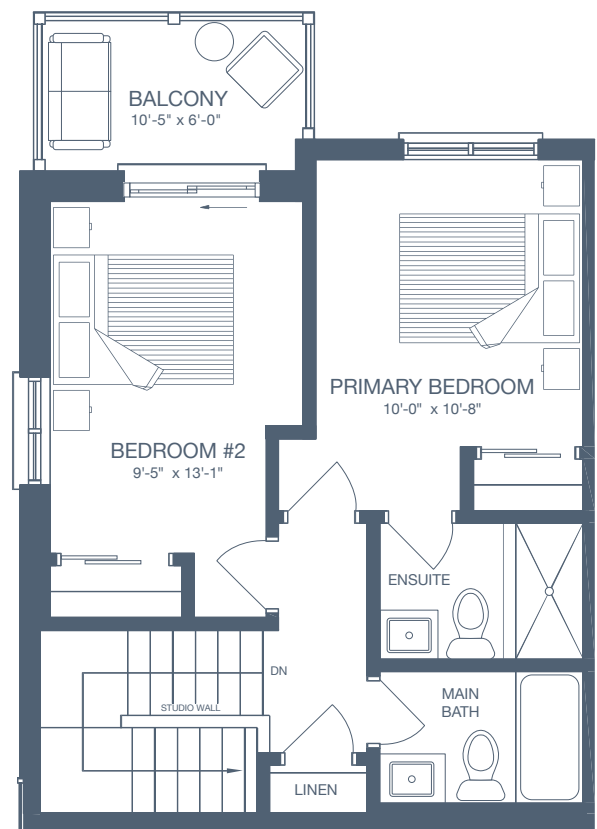 BALCONY
10'-5" x 6'-0"
PRIMARY BEDROOM
10'-0" x 10'-8"
BEDROOM #2
9'-5" x 13'-1"
ENSUITE
DN
STUDIO WALL
MAIN
BATH
LINEN